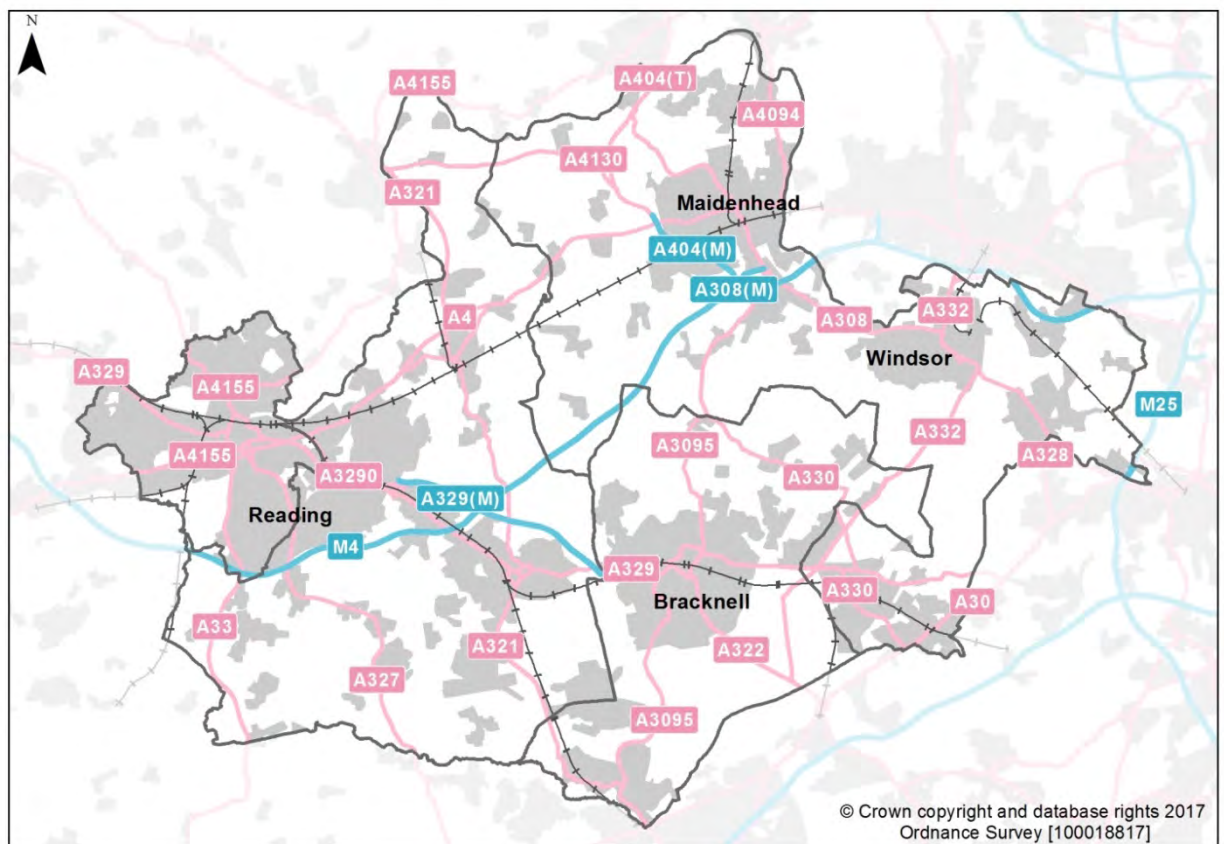 N
A4155
A404(T)
A4094
A4130
A321
Maidenhead
A404(M)
A308(M)
A4
A308
A332
Windsor
A329
A4155
M25
A4155
A3095
A332
A328
A3290
A330
A329(M)
Reading
M4
A329
A330
A30
Bracknell
A33
A321
A322
A327
A3095
© Crown copyright and database rights 2017
Ordnance Survey [100018817]